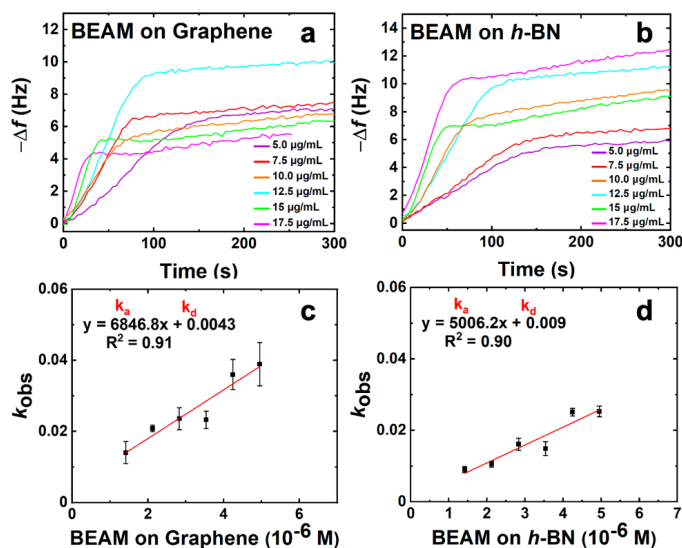 BEAM on Graphene
a
12
10
8
6
4
2
0
−Δf (Hz)
5.0 µg/mL
7.5 µg/mL
10.0 µg/mL
12.5 µg/mL
15 µg/mL
17.5 µg/mL
0
100
200
300
Time (s)
BEAM on h-BN
b
14
12
10
8
6
4
2
0
−Δf (Hz)
5.0 µg/mL
7.5 µg/mL
10.0 µg/mL
12.5 µg/mL
15 µg/mL
17.5 µg/mL
0
100
200
300
Time (s)
c
ka kd
y = 6846.8x + 0.0043
R² = 0.91
0.06
0.04
0.02
0
kobs
0
2
4
6
BEAM on Graphene (10⁻⁶ M)
d
ka kd
y = 5006.2x + 0.009
R² = 0.90
0.06
0.04
0.02
0.00
kobs
0
1
2
3
4
5
6
7
BEAM on h-BN (10⁻⁶ M)